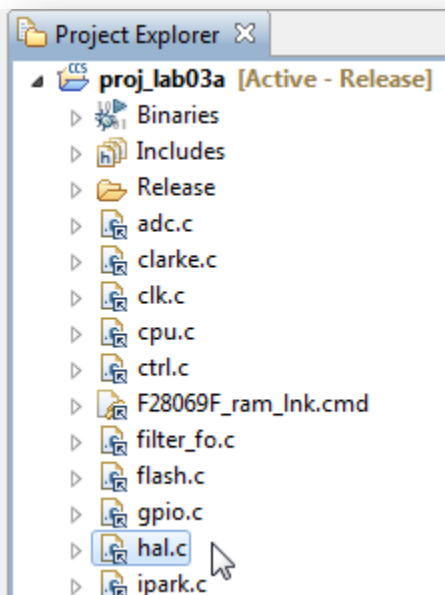 Project Explorer
CCS
proj_lab03a [Active - Release]
Binaries
Includes
Release
adc.c
clarke.c
clk.c
cpu.c
ctrl.c
F28069F_ram_lnk.cmd
filter_fo.c
flash.c
gpio.c
hal.c
ipark.c